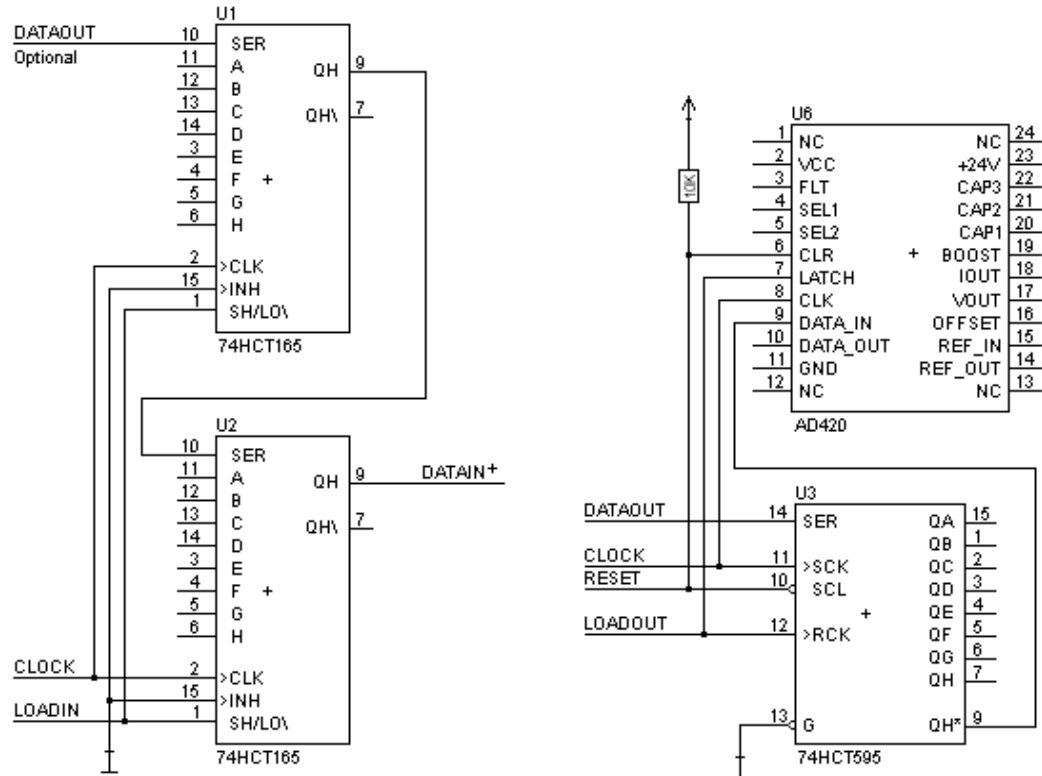 U1
DATAOUT 10 SER
Optional
11 A
12 B
13 C
14 D
3 E
4 F +
5 G
6 H
QH 9
QH\ 7
2 >CLK
15 >INH
1 SH/LO\
74HCT165
U2
10 SER
11 A
12 B
13 C
14 D
3 E
4 F +
5 G
6 H
QH 9 DATAIN+
QH\ 7
CLOCK 2 >CLK
15 >INH
LOADIN 1 SH/LO\
74HCT165
10K
U6
1 NC NC 24
2 VCC +24V 23
3 FLT CAP3 22
4 SEL1 CAP2 21
5 SEL2 CAP1 20
6 CLR + BOOST 19
7 LATCH IOUT 18
8 CLK VOUT 17
9 DATA_IN OFFSET 16
10 DATA_OUT REF_IN 15
11 GND REF_OUT 14
12 NC NC 13
AD420
U3
DATAOUT 14 SER QA 15
QB 1
CLOCK 11 >SCK QC 2
RESET 10 SCL QD 3
QE 4
LOADOUT 12 >RCK + QF 5
QG 6
QH 7
13 G QH* 9
74HCT595